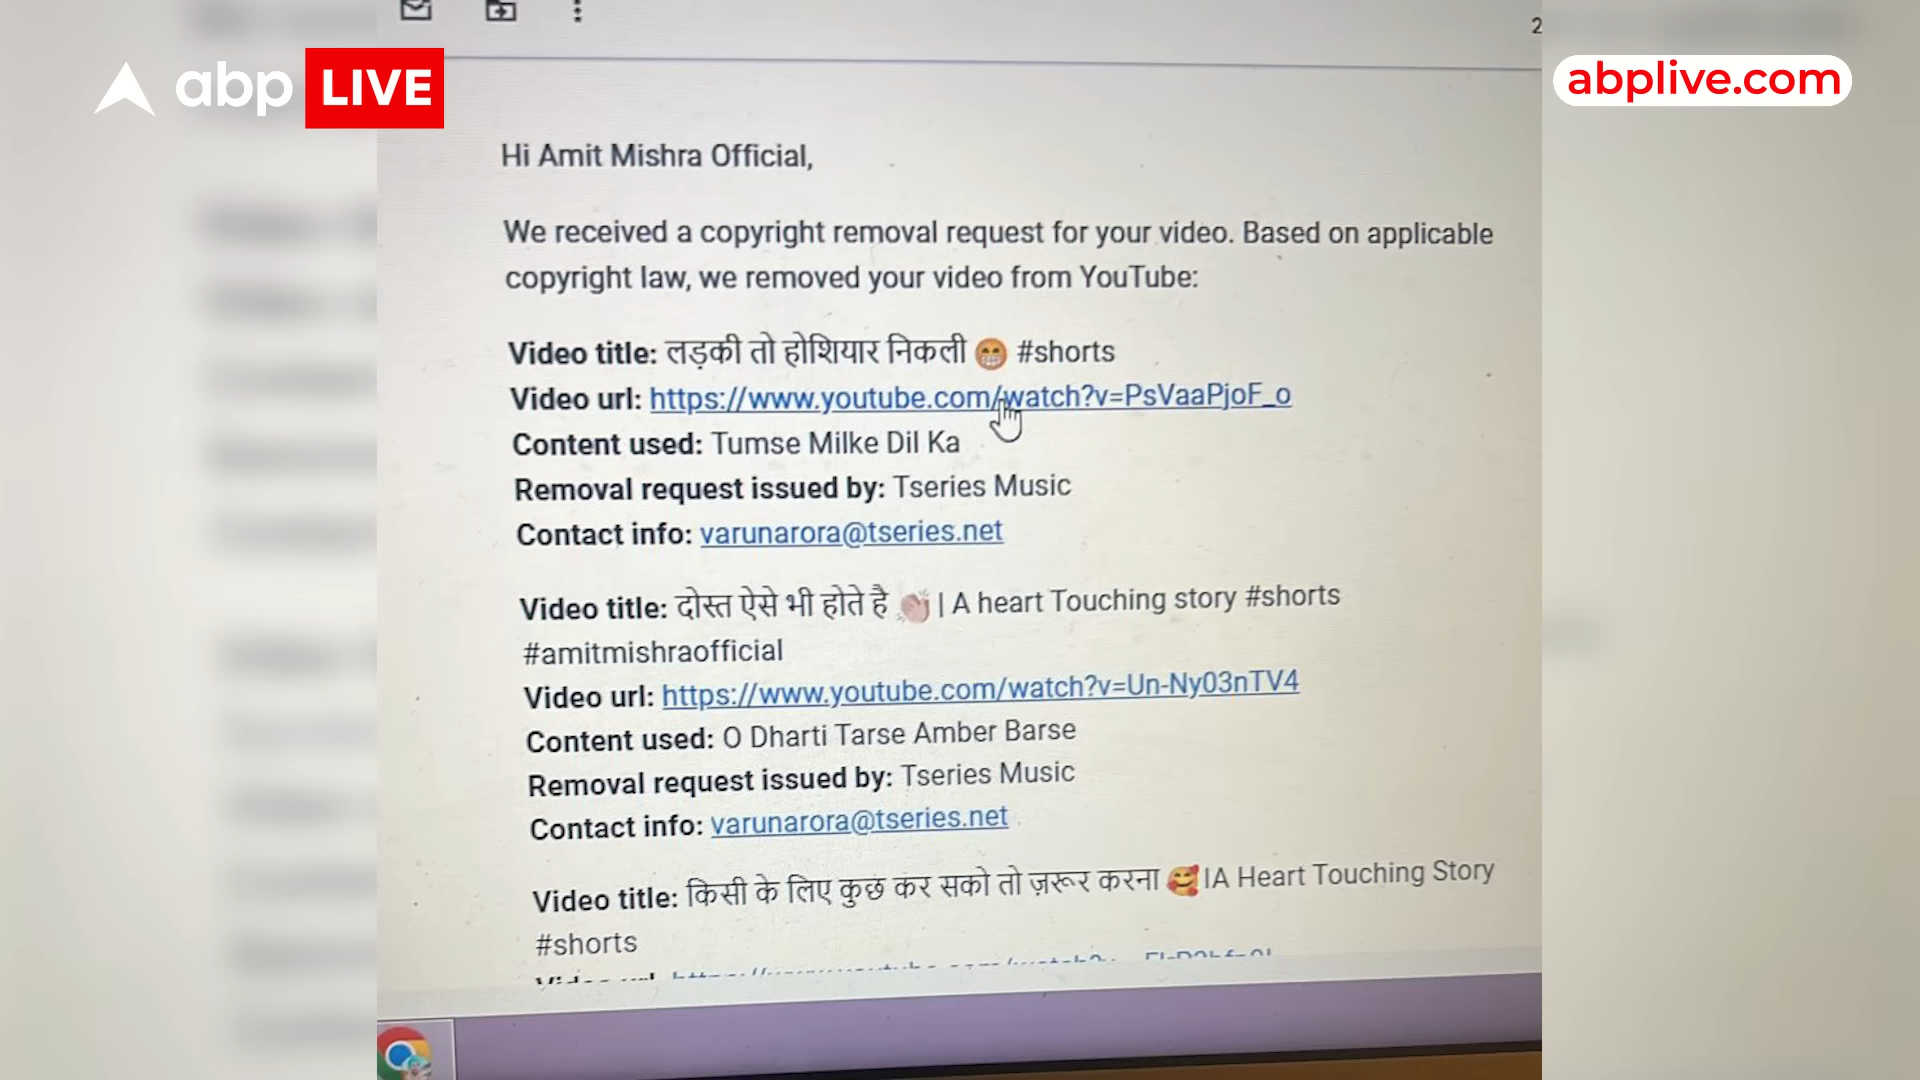 abp LIVE
abplive.com
2
Hi Amit Mishra Official,
We received a copyright removal request for your video. Based on applicable
copyright law, we removed your video from YouTube:
Video title: लड़की तो होशियार निकली 😁 #shorts
Video url: https://www.youtube.com/watch?v=PsVaaPjoF_o
Content used: Tumse Milke Dil Ka
Removal request issued by: Tseries Music
Contact info: varunarora@tseries.net
Video title: दोस्त ऐसे भी होते है 👏🏻 | A heart Touching story #shorts
#amitmishraofficial
Video url: https://www.youtube.com/watch?v=Un-Ny03nTV4
Content used: O Dharti Tarse Amber Barse
Removal request issued by: Tseries Music
Contact info: varunarora@tseries.net
Video title: किसी के लिए कुछ कर सको तो ज़रूर करना 🥰 IA Heart Touching Story
#shorts